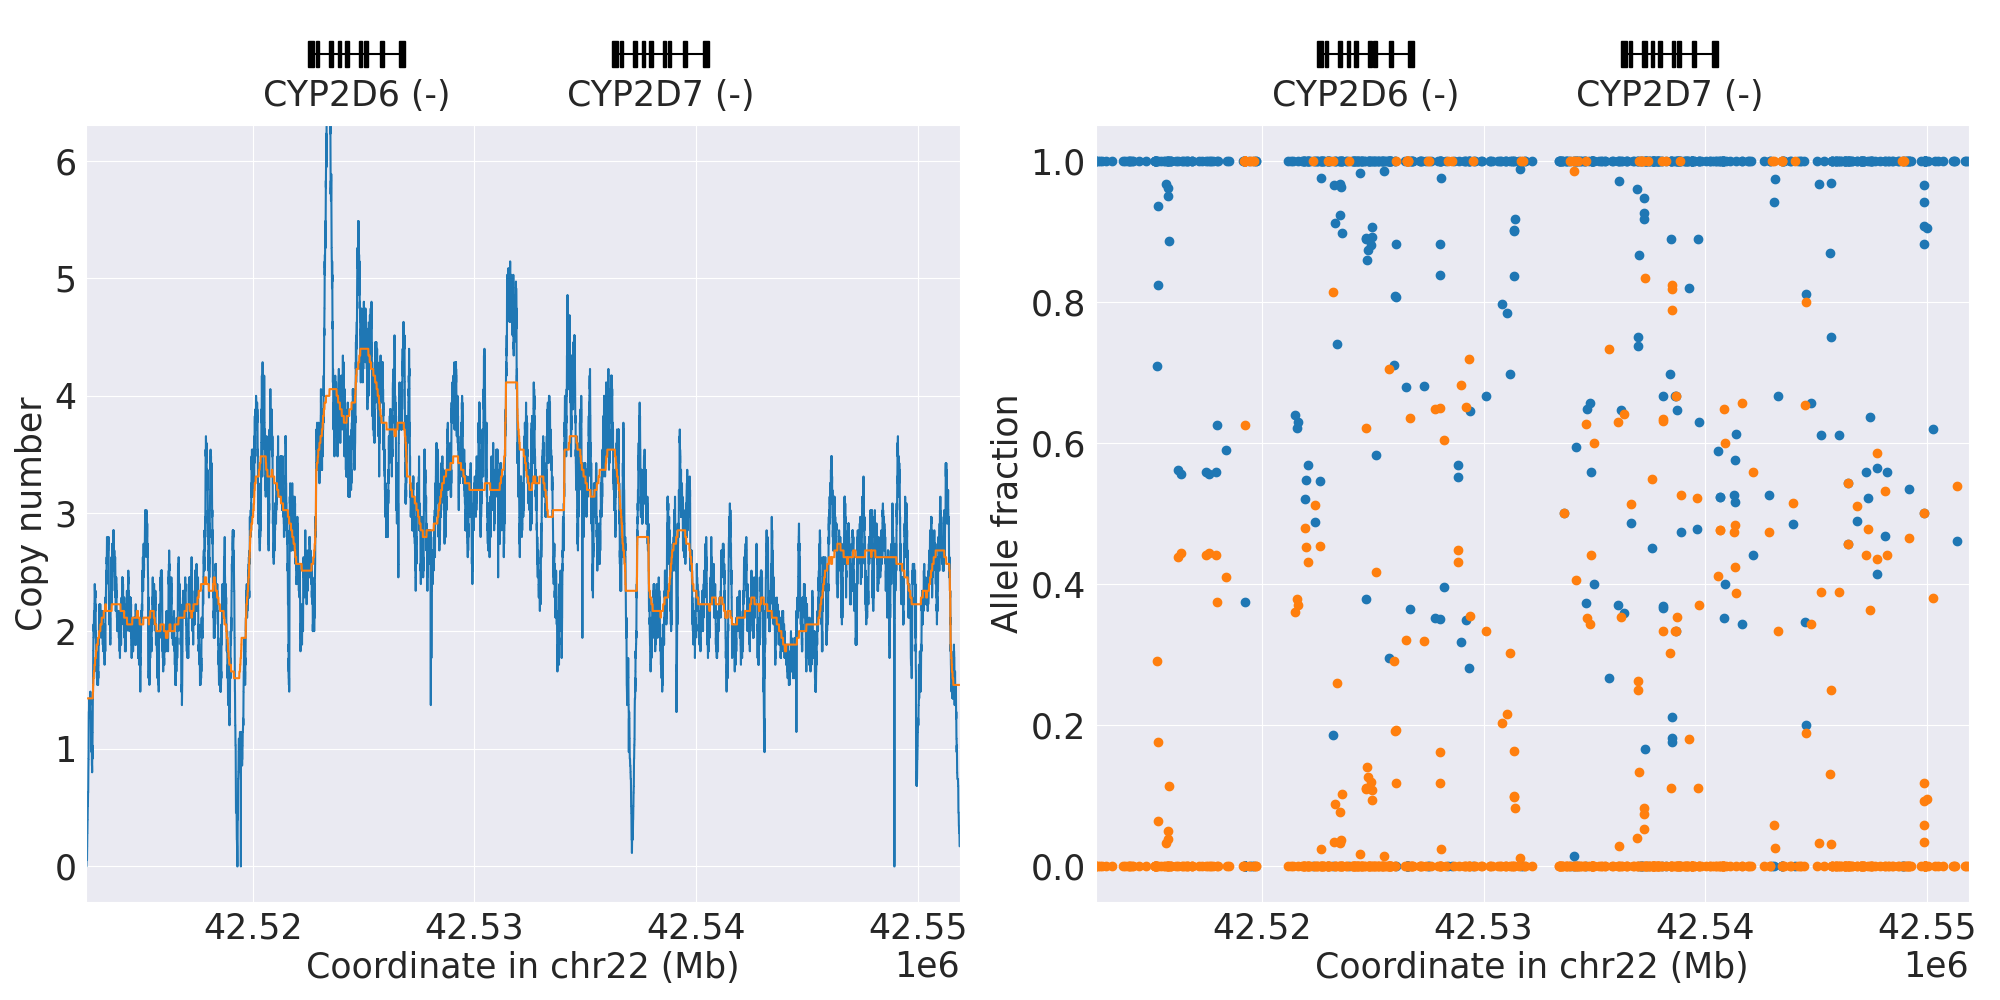 CYP2D6 (-)
CYP2D7 (-)
6
5
4
3
2
1
0
Copy number
42.52
42.53
42.54
42.55
Coordinate in chr22 (Mb)
1e6
CYP2D6 (-)
CYP2D7 (-)
1.0
0.8
0.6
0.4
0.2
0.0
Allele fraction
42.52
42.53
42.54
42.55
Coordinate in chr22 (Mb)
1e6